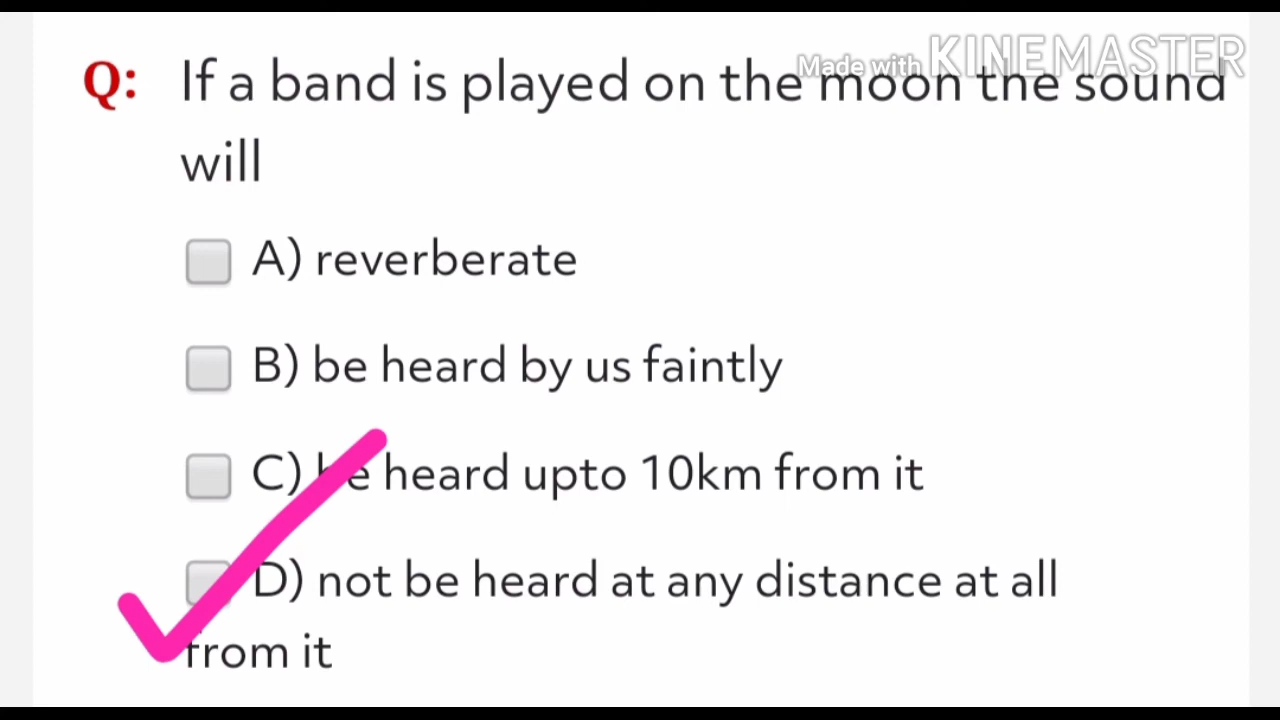 Made with KINEMASTER
Q: If a band is played on the moon the sound
will
A) reverberate
B) be heard by us faintly
C) be heard upto 10km from it
D) not be heard at any distance at all
from it